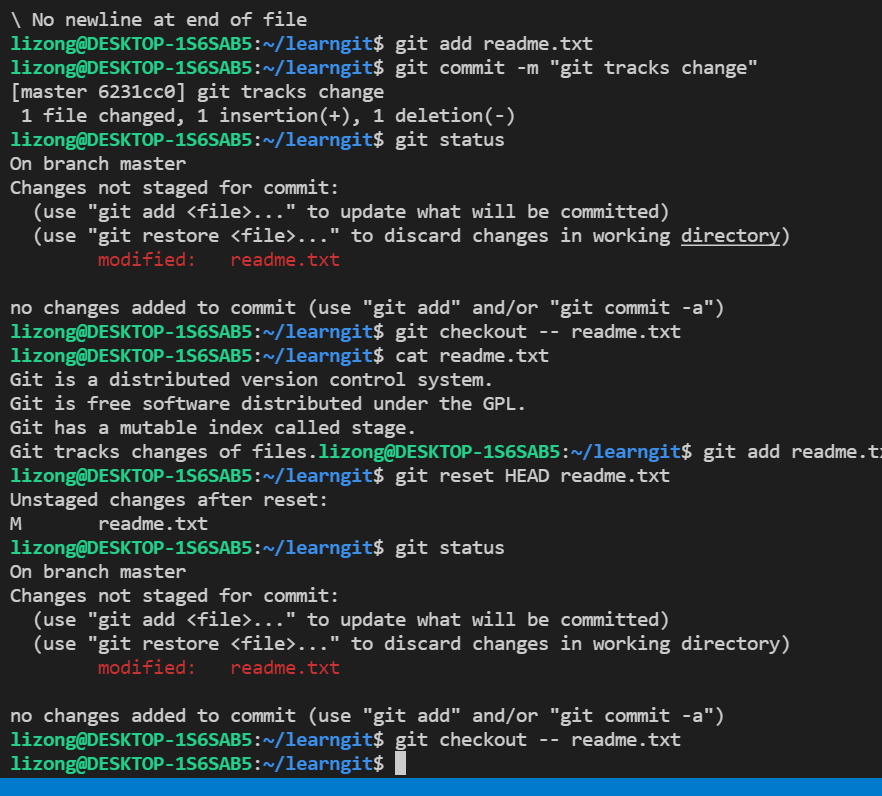 \ No newline at end of file
lizong@DESKTOP-1S6SAB5:~/learngit$ git add readme.txt
lizong@DESKTOP-1S6SAB5:~/learngit$ git commit -m "git tracks change"
[master 6231cc0] git tracks change
 1 file changed, 1 insertion(+), 1 deletion(-)
lizong@DESKTOP-1S6SAB5:~/learngit$ git status
On branch master
Changes not staged for commit:
  (use "git add <file>..." to update what will be committed)
  (use "git restore <file>..." to discard changes in working directory)
        modified:   readme.txt

no changes added to commit (use "git add" and/or "git commit -a")
lizong@DESKTOP-1S6SAB5:~/learngit$ git checkout -- readme.txt
lizong@DESKTOP-1S6SAB5:~/learngit$ cat readme.txt
Git is a distributed version control system.
Git is free software distributed under the GPL.
Git has a mutable index called stage.
Git tracks changes of files.lizong@DESKTOP-1S6SAB5:~/learngit$ git add readme.t
lizong@DESKTOP-1S6SAB5:~/learngit$ git reset HEAD readme.txt
Unstaged changes after reset:
M       readme.txt
lizong@DESKTOP-1S6SAB5:~/learngit$ git status
On branch master
Changes not staged for commit:
  (use "git add <file>..." to update what will be committed)
  (use "git restore <file>..." to discard changes in working directory)
        modified:   readme.txt

no changes added to commit (use "git add" and/or "git commit -a")
lizong@DESKTOP-1S6SAB5:~/learngit$ git checkout -- readme.txt
lizong@DESKTOP-1S6SAB5:~/learngit$